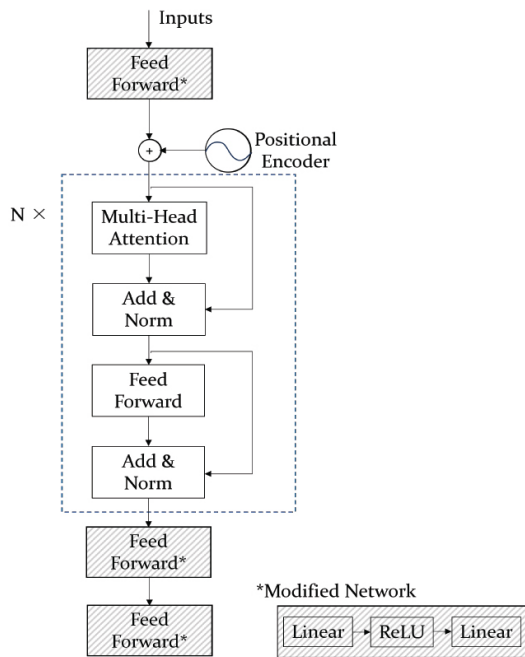 Inputs
Feed
Forward*
+
Positional
Encoder
N ×
Multi-Head
Attention
Add &
Norm
Feed
Forward
Add &
Norm
Feed
Forward*
Feed
Forward*
*Modified Network
Linear
ReLU
Linear